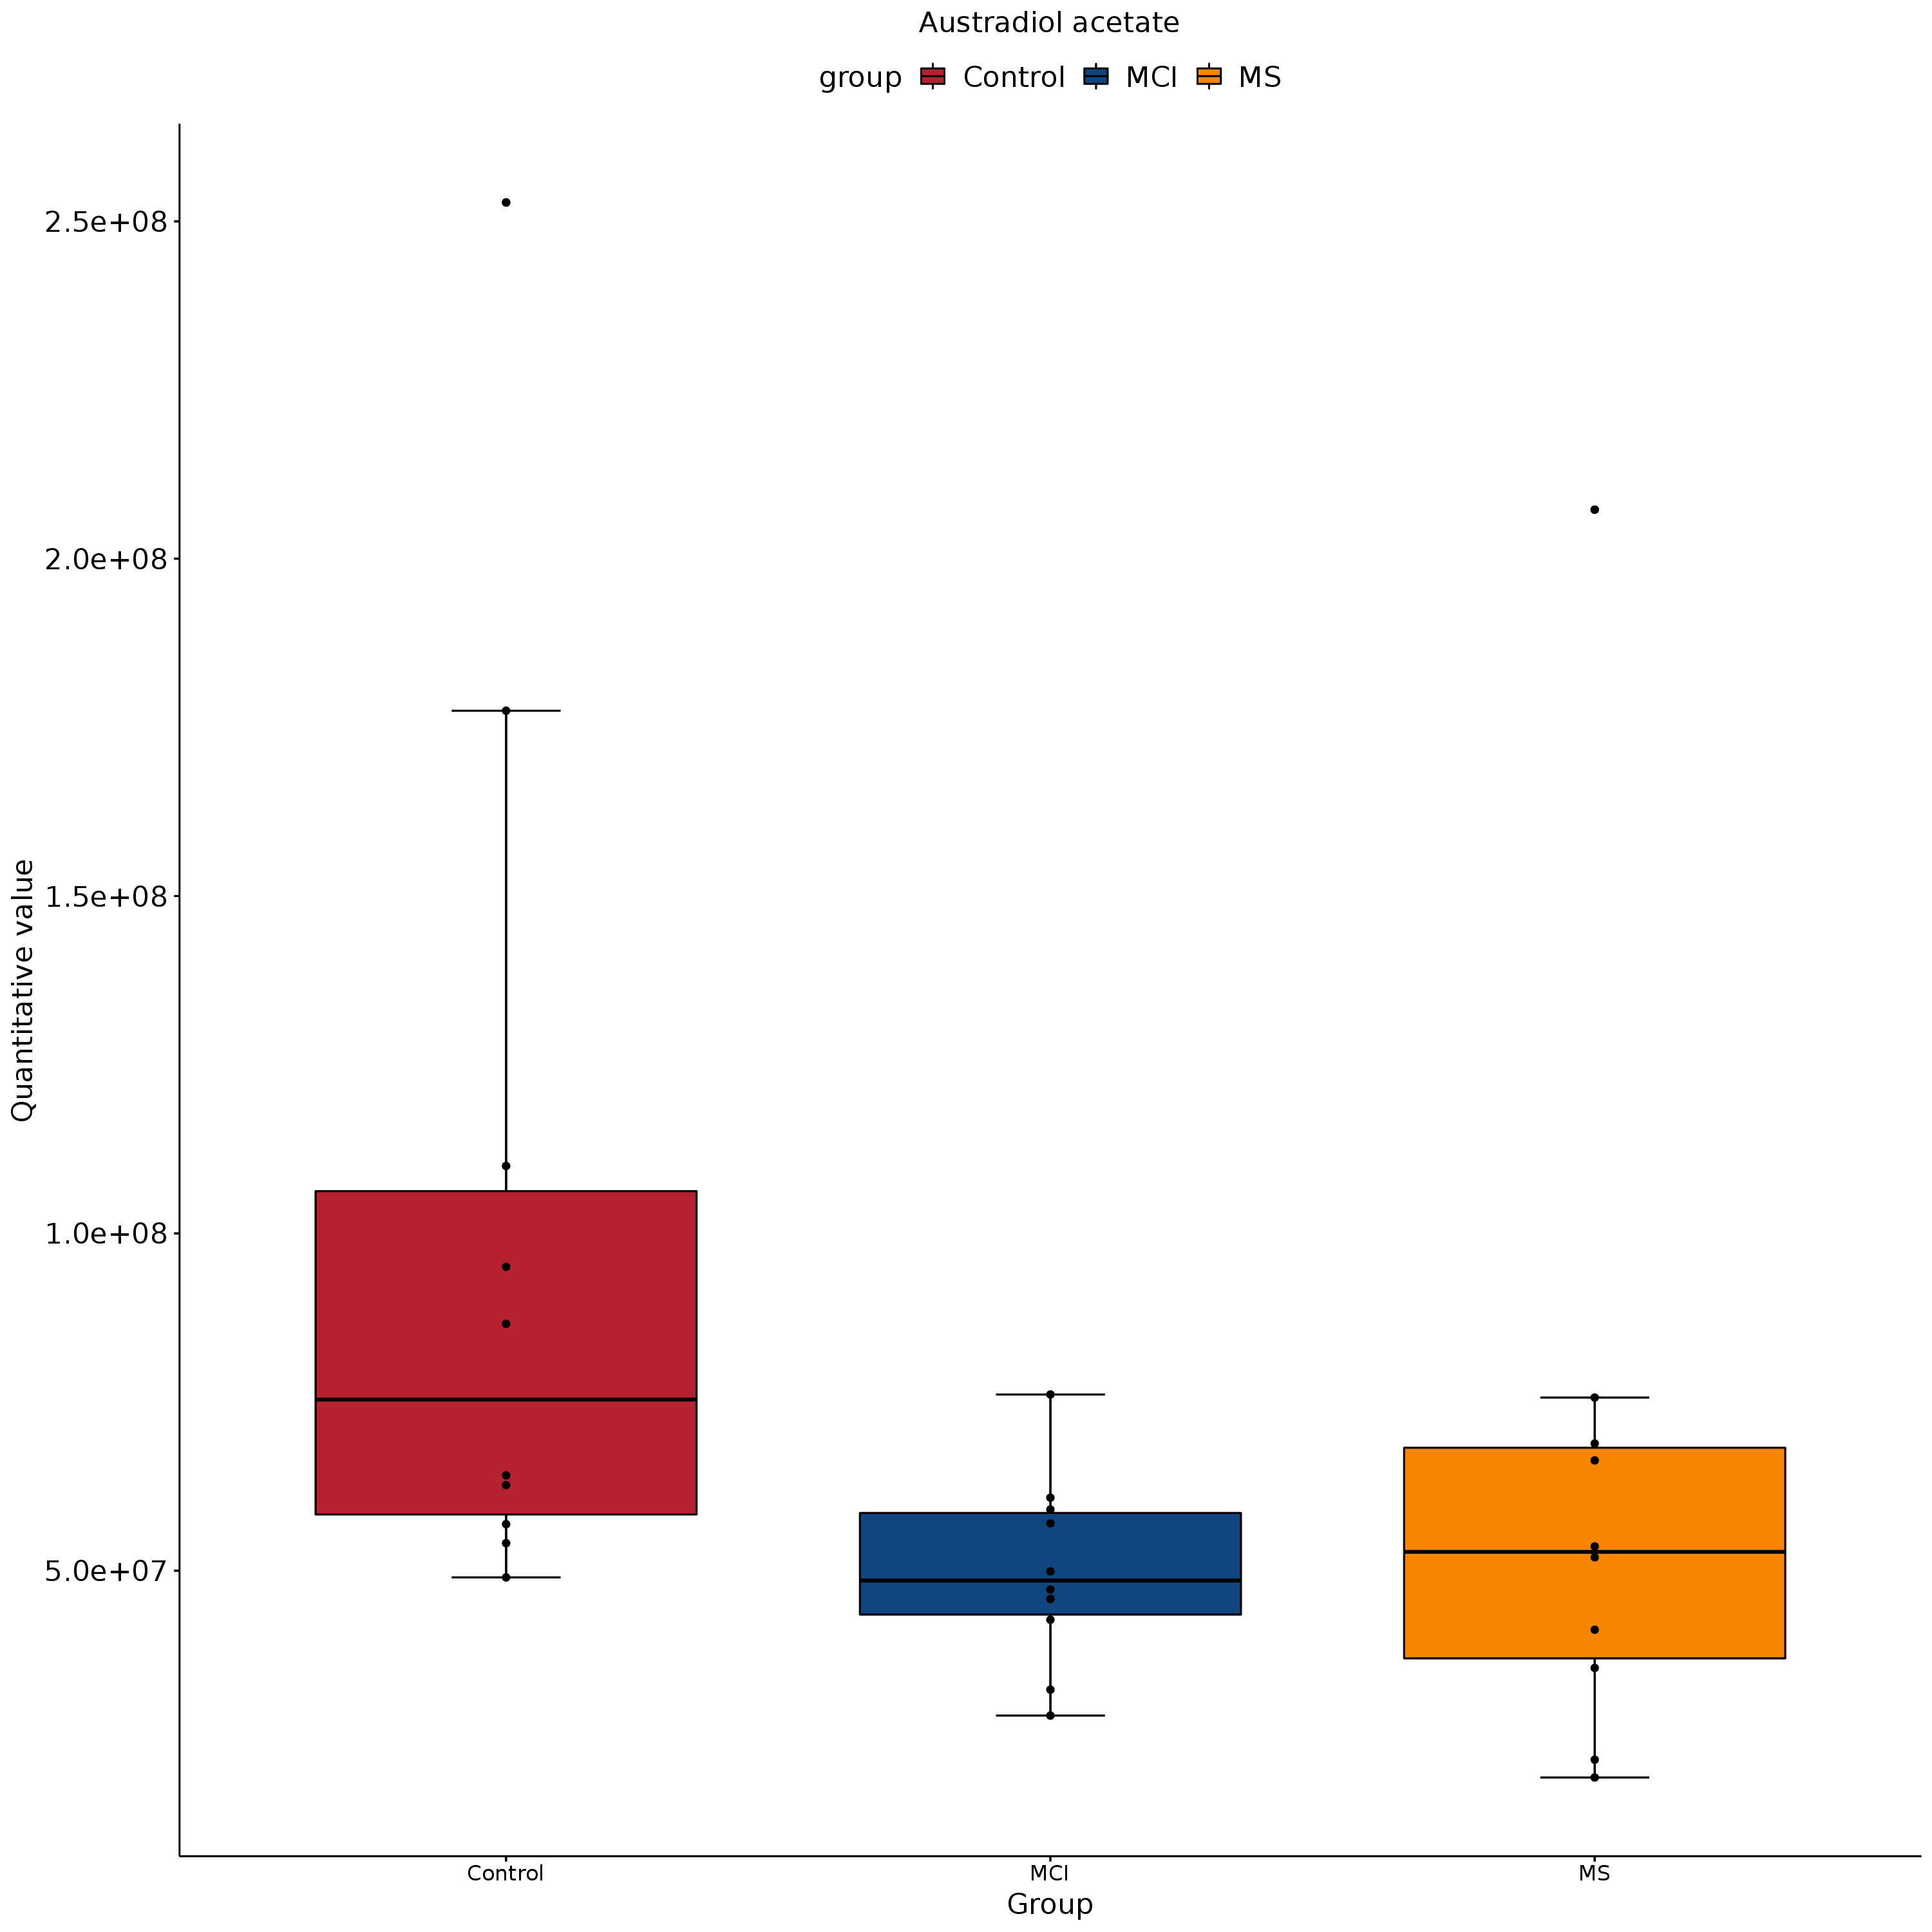 Austradiol acetate
group Control MCI MS
Quantitative value
2.5e+08
2.0e+08
1.5e+08
1.0e+08
5.0e+07
Control MCI MS
Group